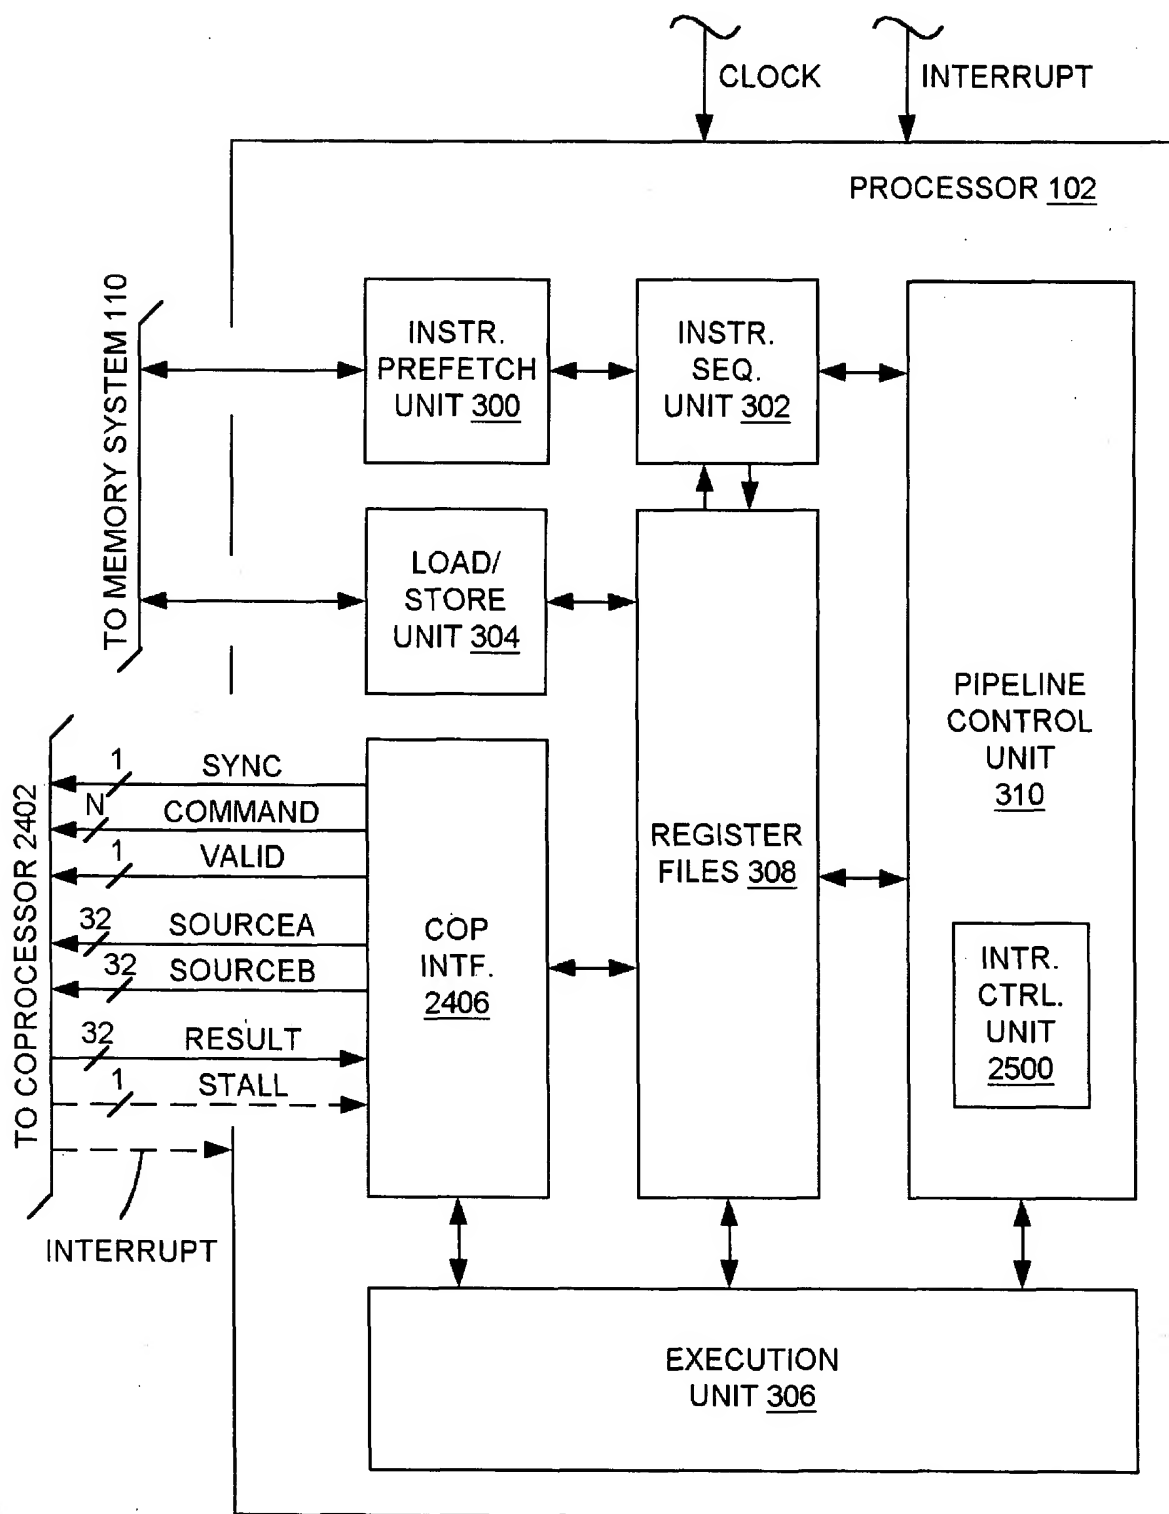 CLOCK
INTERRUPT
PROCESSOR 102
TO MEMORY SYSTEM 110
INSTR.
PREFETCH
UNIT 300
INSTR.
SEQ.
UNIT 302
LOAD/
STORE
UNIT 304
PIPELINE
CONTROL
UNIT
310
TO COPROCESSOR 2402
1
SYNC
N
COMMAND
1
VALID
32
SOURCEA
32
SOURCEB
32
RESULT
1
STALL
INTERRUPT
COP
INTF.
2406
REGISTER
FILES 308
INTR.
CTRL.
UNIT
2500
EXECUTION
UNIT 306